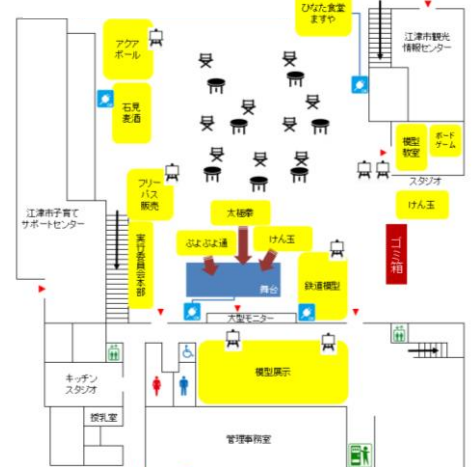 ひなた食堂
ますや
アクア
ボール
江津市観光
情報センター
石見
麦酒
模型
教室
ボード
ゲーム
スタジオ
フリー
パス
販売
けん玉
江津市子育て
サポートセンター
太極拳
ぷよぷよ通
けん玉
実行委員会本部
ゴミ箱
舞台
鉄道模型
大型モニター
模型展示
キッチン
スタジオ
授乳室
管理事務室